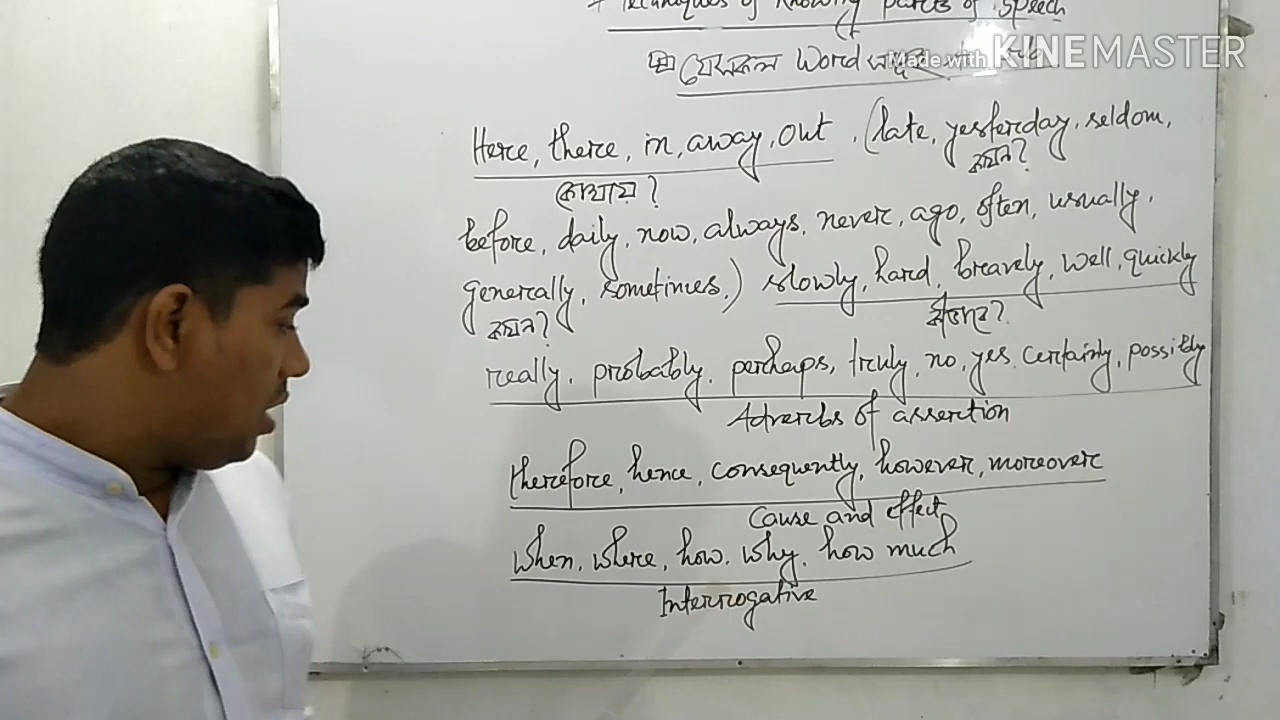 Techniques of knowing parts of speech
যেসকল Word
Made with KINEMASTER
Here, there, in, away, out, (late, yesterday, seldom,
কোথায়?
কখন?
before, daily, now, always, never, ago, often, usually,
generally, sometimes,) slowly, hard, bravely, well, quickly
কখন?
কীভাবে?
really, probably, perhaps, truly, no, yes, certainly, possibly
Adverbs of assertion
therefore, hence, consequently, however, moreover
Cause and effect
when, where, how, why, how much
Interrogative